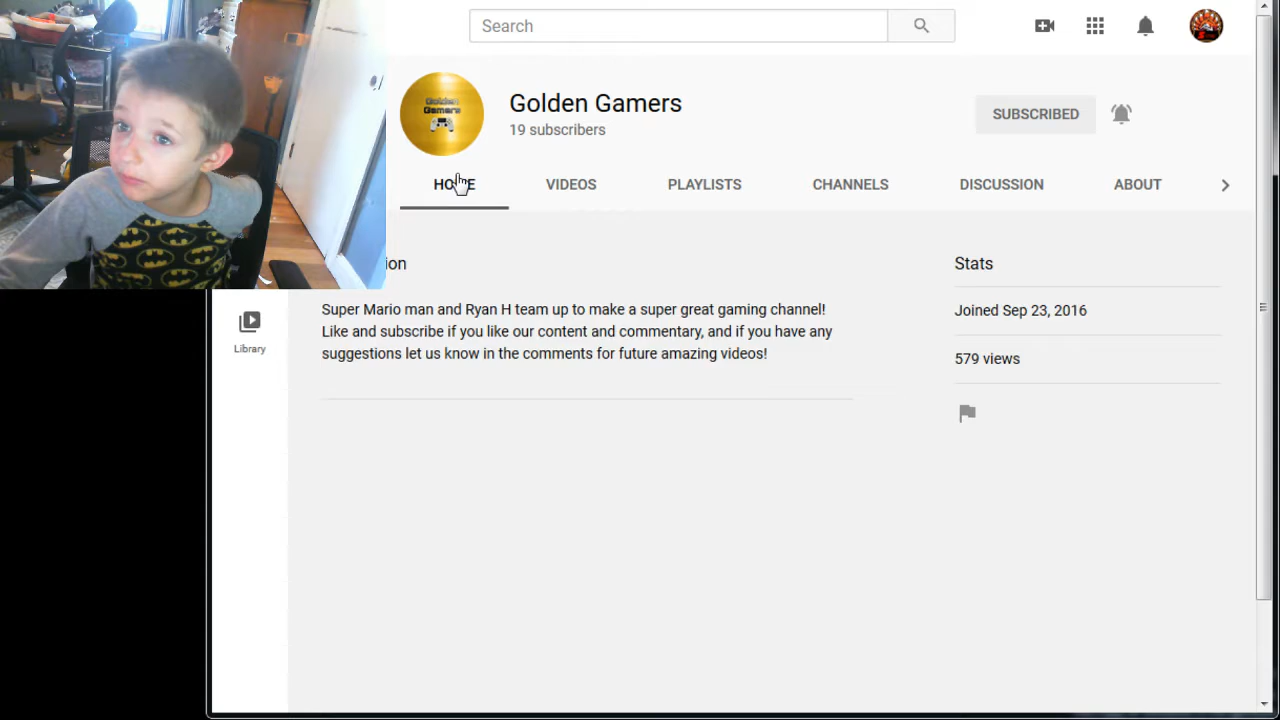 Search
Golden
Gamers
Golden Gamers
19 subscribers
SUBSCRIBED
HOME
VIDEOS
PLAYLISTS
CHANNELS
DISCUSSION
ABOUT
ion
Stats
Super Mario man and Ryan H team up to make a super great gaming channel!
Like and subscribe if you like our content and commentary, and if you have any
suggestions let us know in the comments for future amazing videos!
Joined Sep 23, 2016
579 views
Library